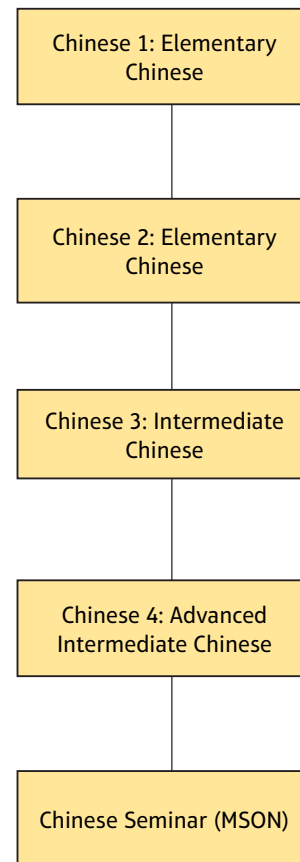 Chinese 1: Elementary
Chinese
Chinese 2: Elementary
Chinese
Chinese 3: Intermediate
Chinese
Chinese 4: Advanced
Intermediate Chinese
Chinese Seminar (MSON)